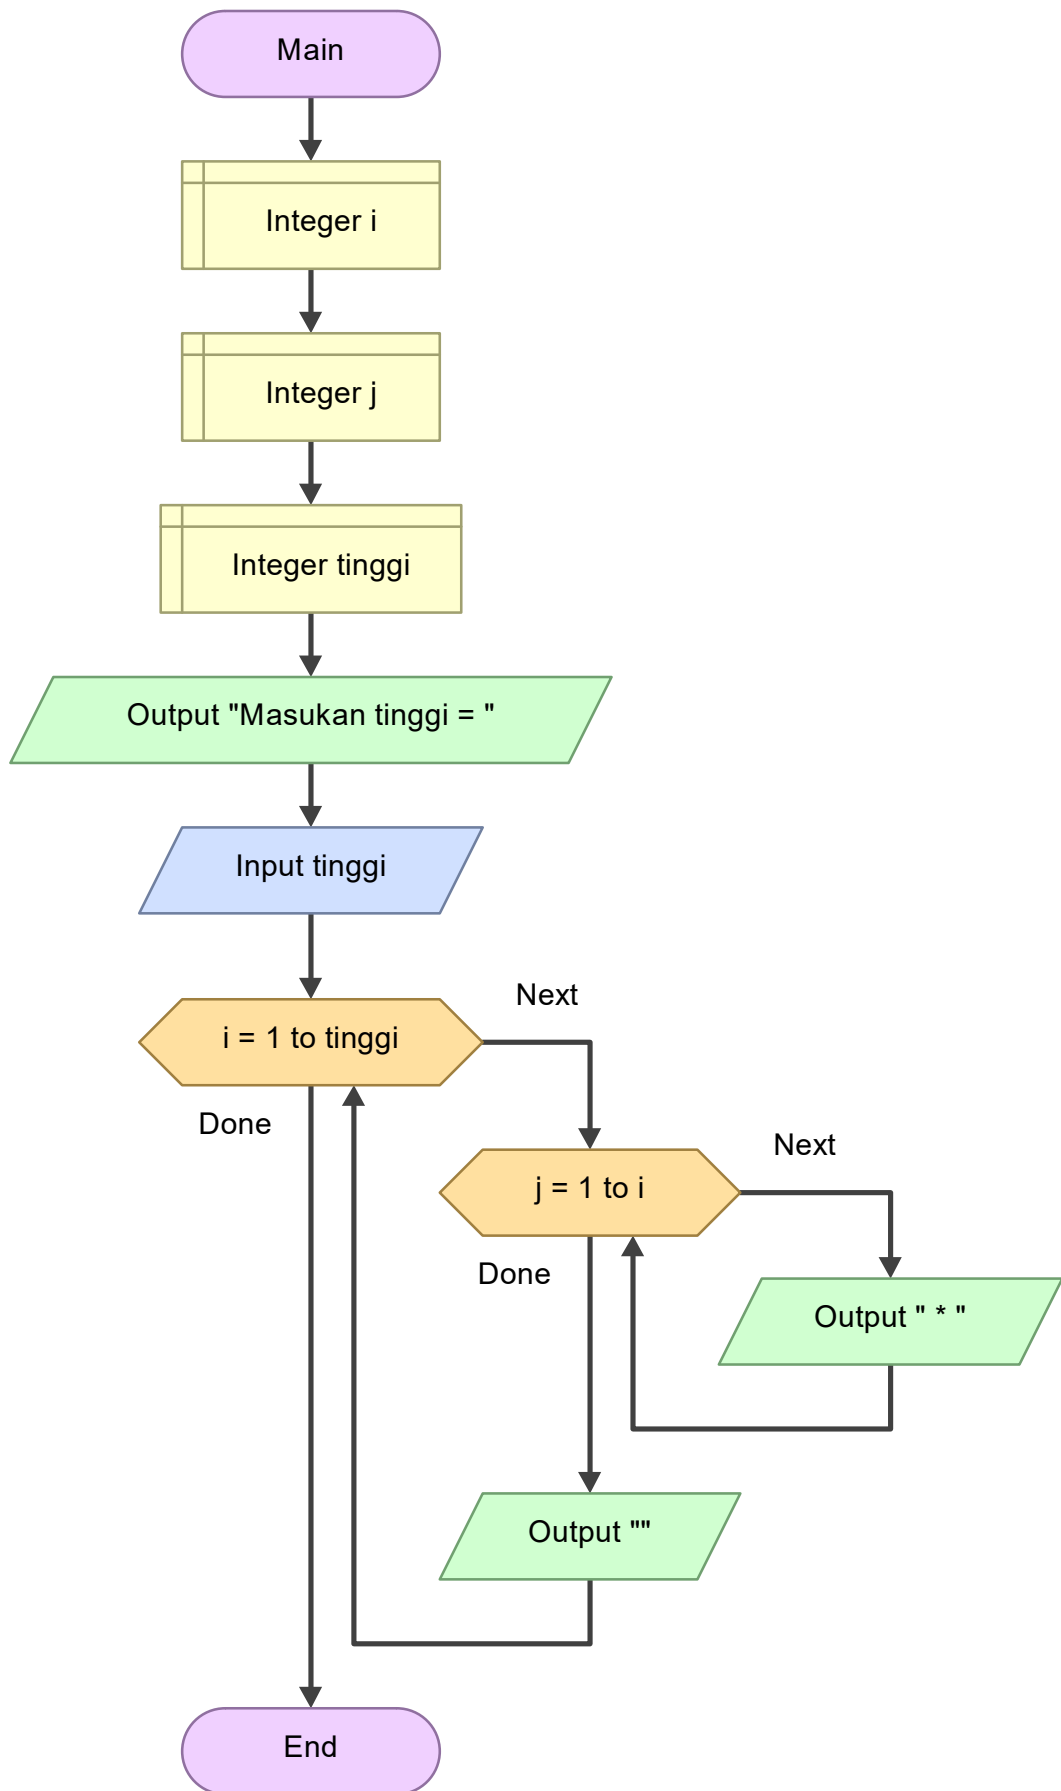 Main
Integer i
Integer j
Integer tinggi
Output "Masukan tinggi = "
Input tinggi
i = 1 to tinggi
Next
Done
j = 1 to i
Next
Done
Output " * "
Output ""
End